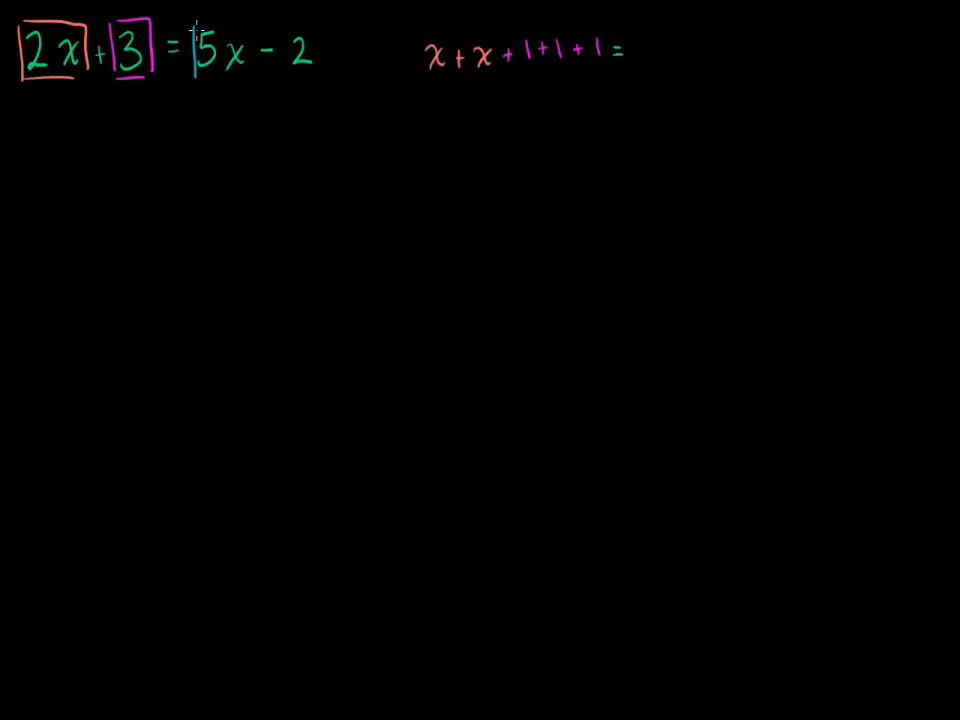 2x + 3 = 5x - 2
x + x + 1 + 1 + 1 =